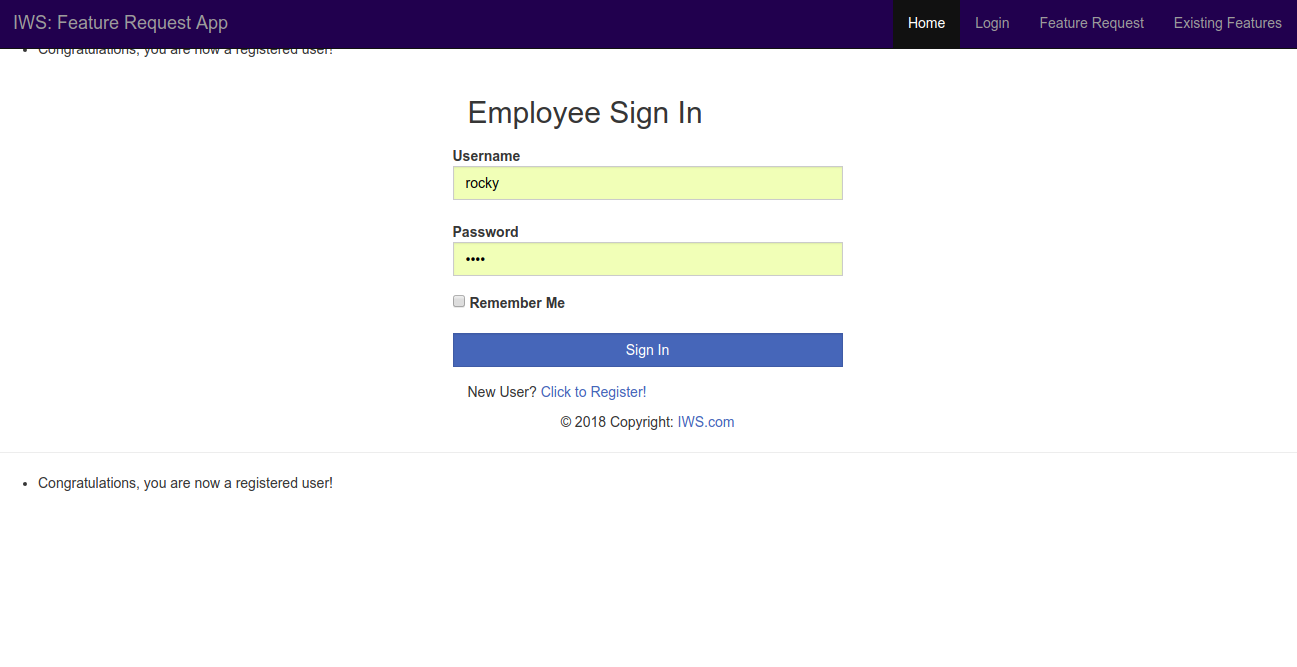 IWS: Feature Request App Home Login Feature Request Existing Features
Congratulations, you are now a registered user!
Employee Sign In
Username
rocky
Password
••••
Remember Me
Sign In
New User? Click to Register!
© 2018 Copyright: IWS.com
Congratulations, you are now a registered user!